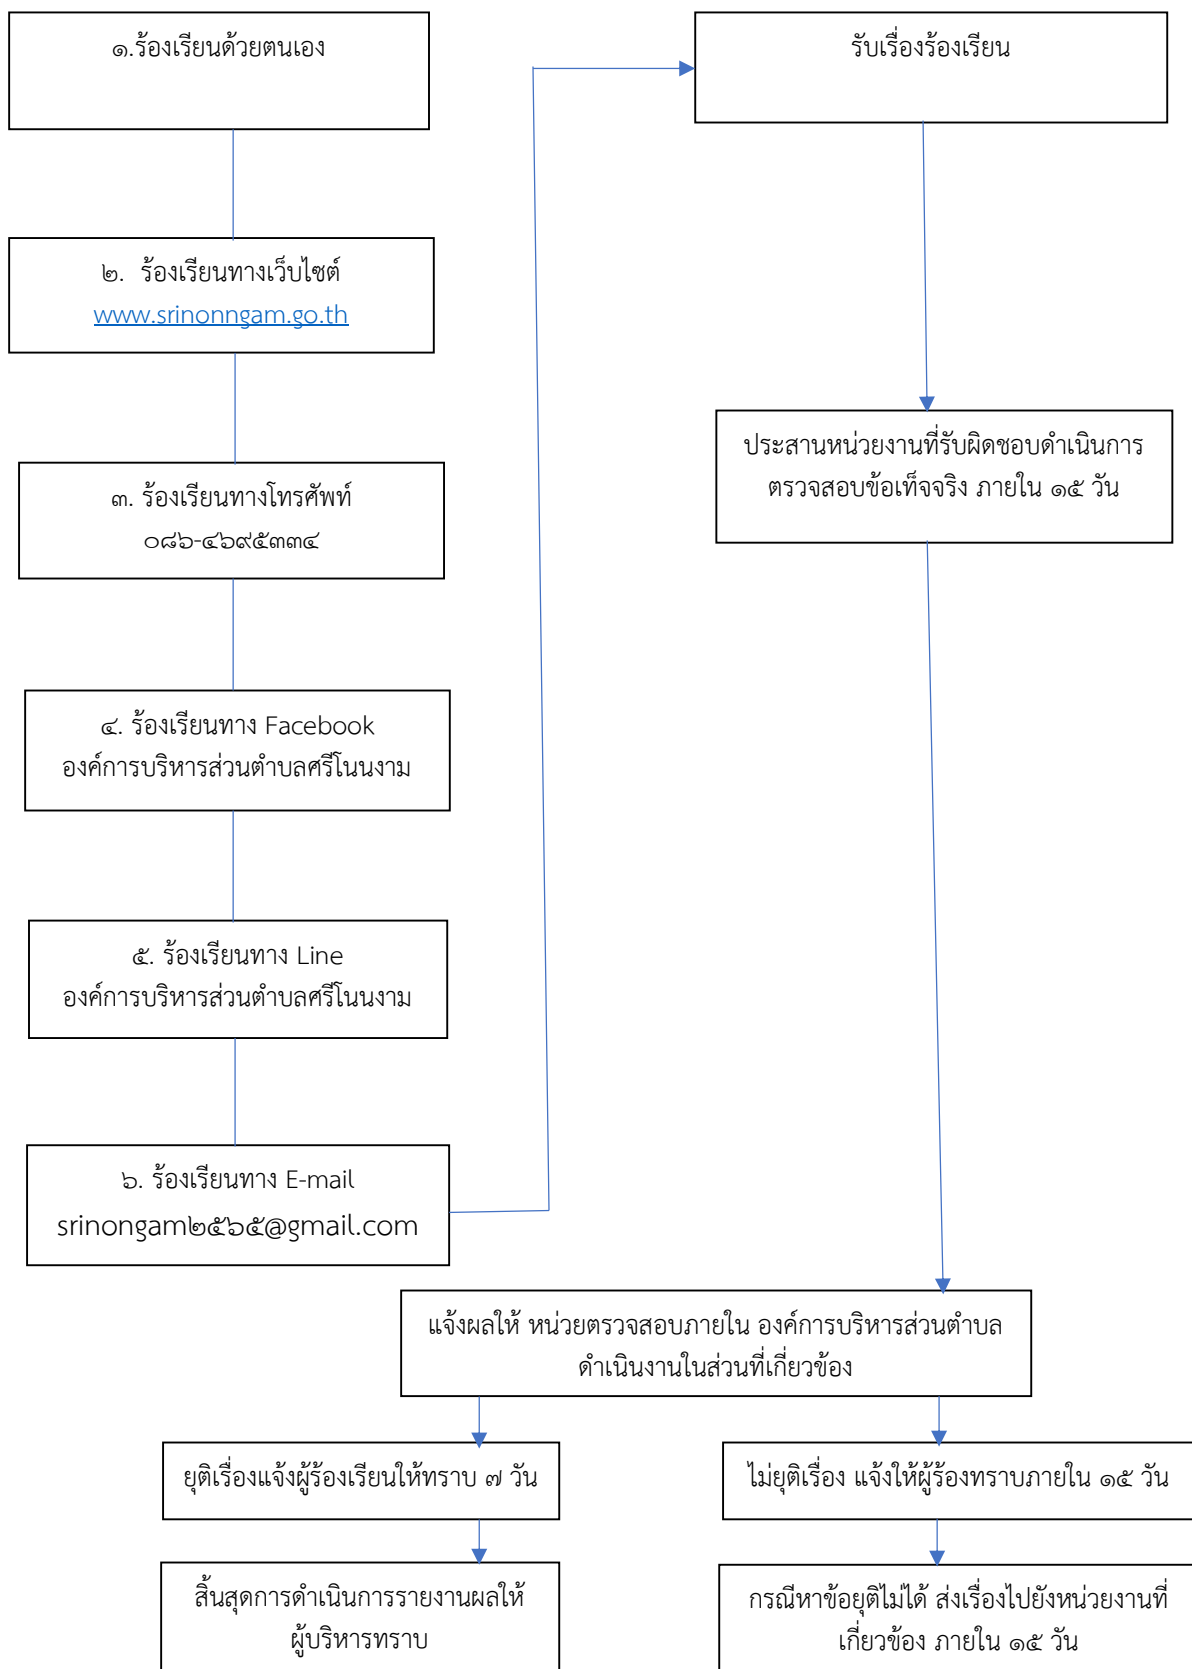 ๑.ร้องเรียนด้วยตนเอง
๒. ร้องเรียนทางเว็บไซต์
www.srinonngam.go.th
๓. ร้องเรียนทางโทรศัพท์
๐๘๖-๔๖๙๕๓๓๔
๔. ร้องเรียนทาง Facebook
องค์การบริหารส่วนตำบลศรีโนนงาม
๕. ร้องเรียนทาง Line
องค์การบริหารส่วนตำบลศรีโนนงาม
๖. ร้องเรียนทาง E-mail
srinongam๒๕๖๕@gmail.com
รับเรื่องร้องเรียน
ประสานหน่วยงานที่รับผิดชอบดำเนินการ
ตรวจสอบข้อเท็จจริง ภายใน ๑๕ วัน
แจ้งผลให้ หน่วยตรวจสอบภายใน องค์การบริหารส่วนตำบล
ดำเนินงานในส่วนที่เกี่ยวข้อง
ยุติเรื่องแจ้งผู้ร้องเรียนให้ทราบ ๗ วัน
สิ้นสุดการดำเนินการรายงานผลให้
ผู้บริหารทราบ
ไม่ยุติเรื่อง แจ้งให้ผู้ร้องทราบภายใน ๑๕ วัน
กรณีหาข้อยุติไม่ได้ ส่งเรื่องไปยังหน่วยงานที่
เกี่ยวข้อง ภายใน ๑๕ วัน